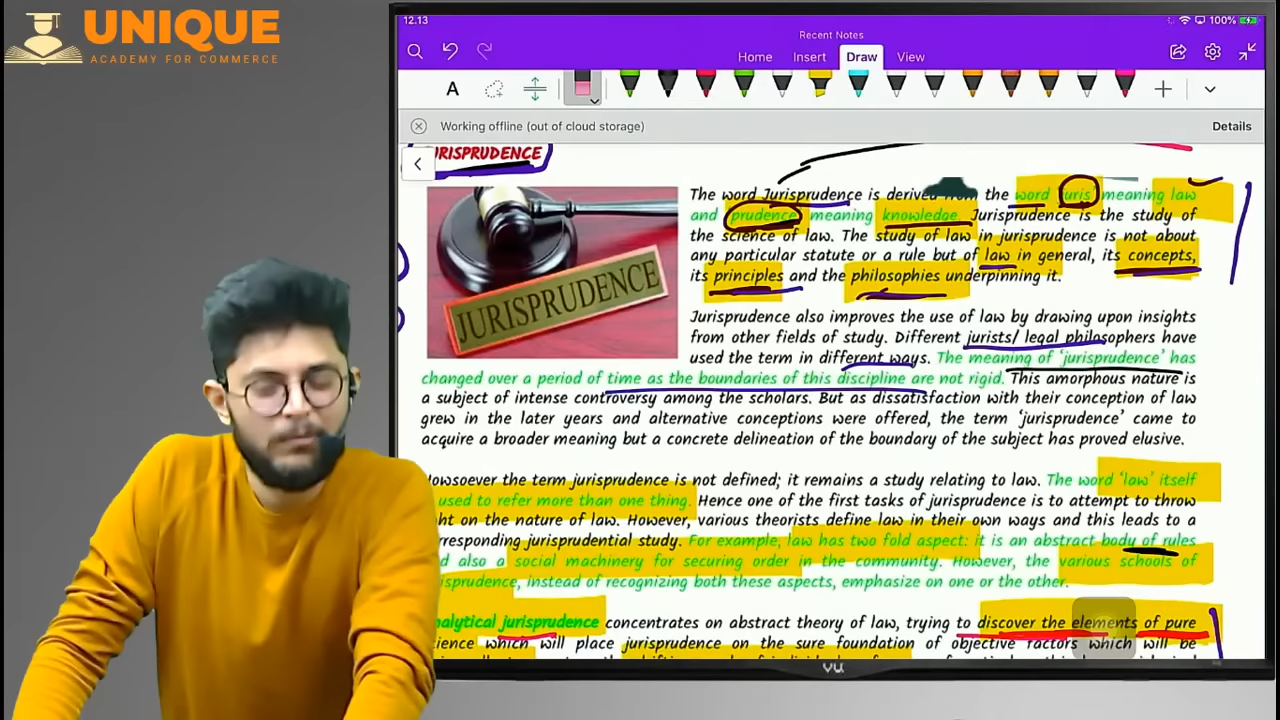 UNIQUE
ACADEMY FOR COMMERCE
12.13
100%
Recent Notes
Home Insert Draw View
A
Working offline (out of cloud storage) Details
URISPRUDENCE
JURISPRUDENCE
The word Jurisprudence is derived from the word uris meaning law
and prudence meaning knowledge. Jurisprudence is the study of
the science of law. The study of law in jurisprudence is not about
any particular statute or a rule but of law in general, its concepts,
its principles and the philosophies underpinning it.
Jurisprudence also improves the use of law by drawing upon insights
from other fields of study. Different jurists/ legal philosophers have
used the term in different ways. The meaning of ‘jurisprudence’ has
changed over a period of time as the boundaries of this discipline are not rigid. This amorphous nature is
a subject of intense controversy among the scholars. But as dissatisfaction with their conception of law
grew in the later years and alternative conceptions were offered, the term ‘jurisprudence’ came to
acquire a broader meaning but a concrete delineation of the boundary of the subject has proved elusive.
owsoever the term jurisprudence is not defined; it remains a study relating to law. The word ‘law’ itself
used to refer more than one thing. Hence one of the first tasks of jurisprudence is to attempt to throw
ht on the nature of law. However, various theorists define law in their own ways and this leads to a
rresponding jurisprudential study. For example, law has two fold aspect: it is an abstract body of rules
d also a social machinery for securing order in the community. However, the various schools of
isprudence, instead of recognizing both these aspects, emphasize on one or the other.
nalytical jurisprudence concentrates on abstract theory of law, trying to discover the elements of pure
ience which will place jurisprudence on the sure foundation of objective factors which will be
VU